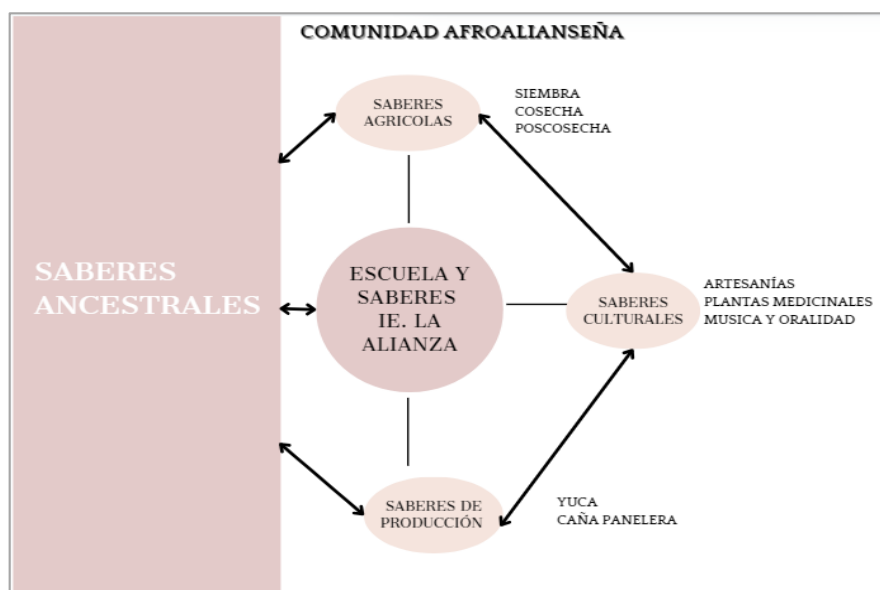 COMUNIDAD AFROALIANSEÑA
SABERES
AGRICOLAS
SIEMBRA
COSECHA
POSCOSECHA
SABERES
ANCESTRALES
ESCUELA Y
SABERES
IE. LA
ALIANZA
SABERES
CULTURALES
ARTESANÍAS
PLANTAS MEDICINALES
MUSICA Y ORALIDAD
SABERES DE
PRODUCCIÓN
YUCA
CAÑA PANELERA